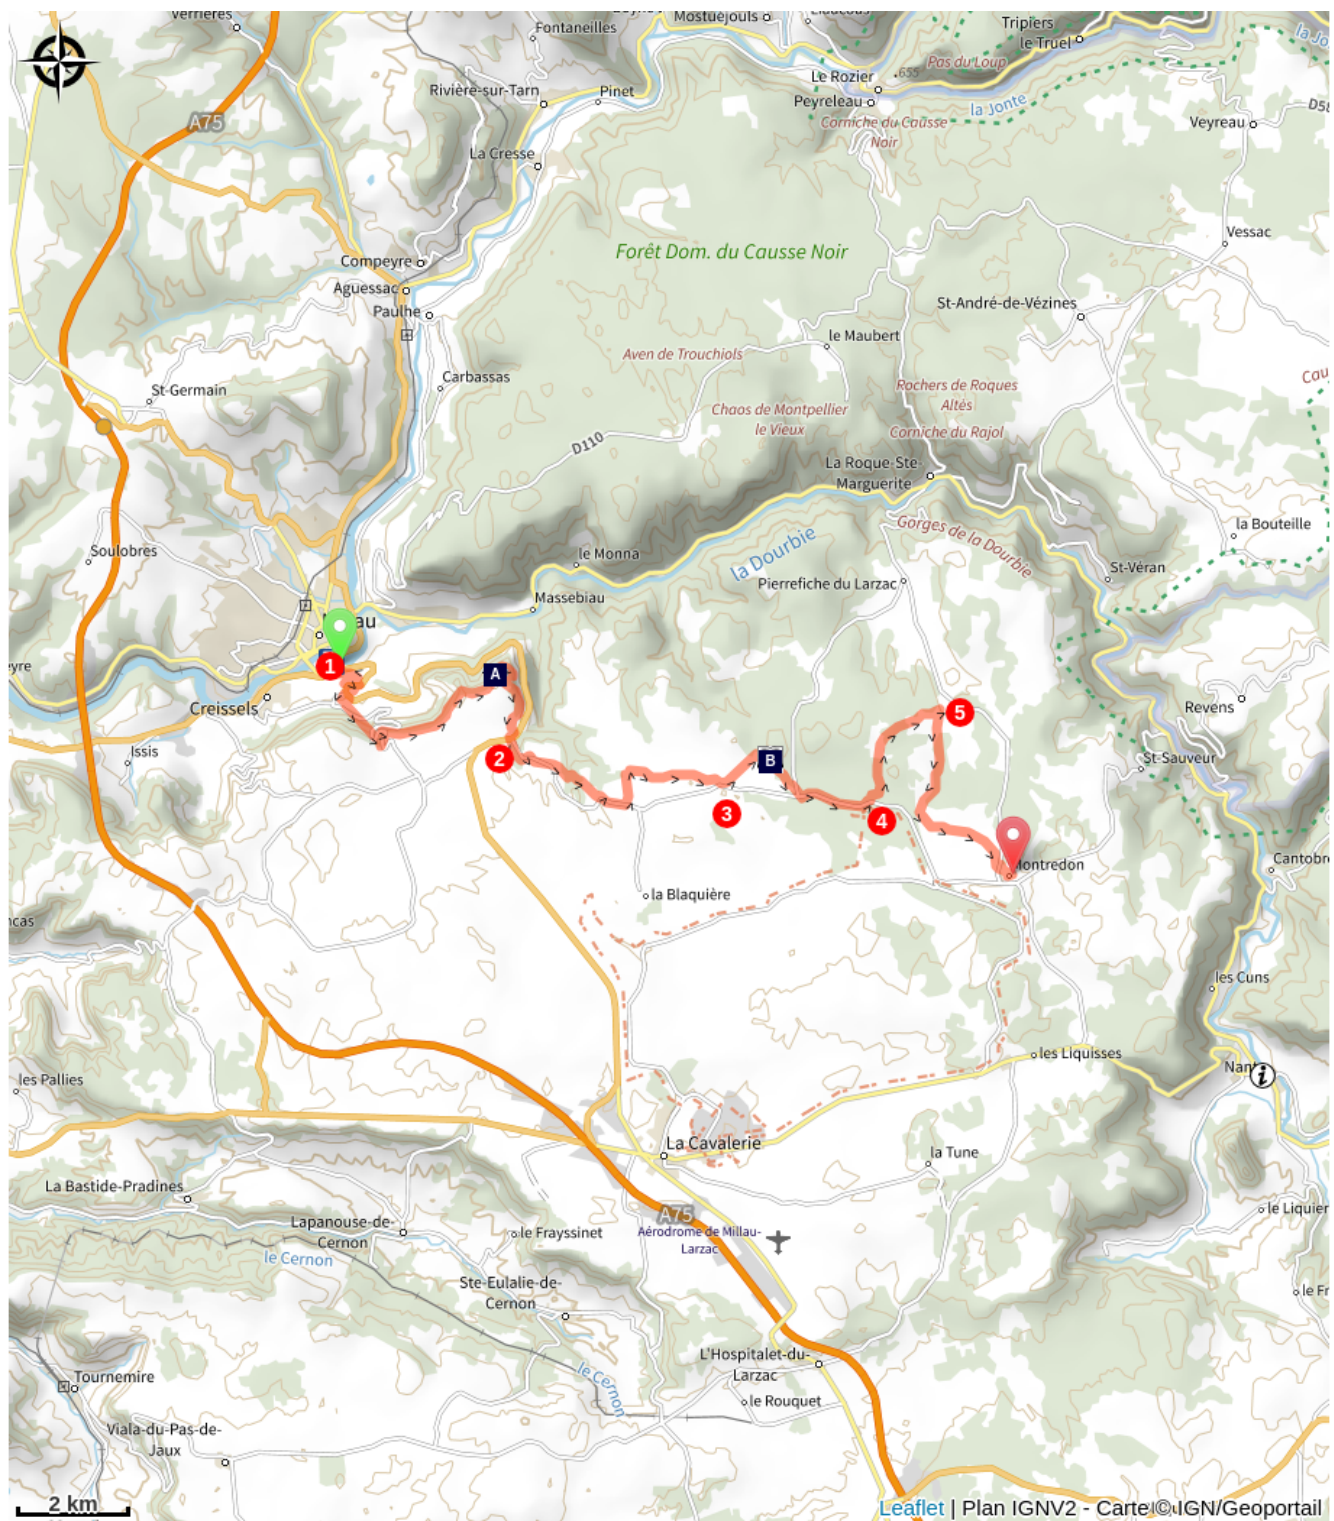 Verrières
Fontaneilles
Mostuéjouls
Tripiers
le Truel
Pas du Loup
655
Le Rozier
Peyreleau
la Jonte
Rivière-sur-Tarn
Pinet
A75
Corniche du Causse
Noir
Veyreau
La Cresse
Vessac
Forêt Dom. du Causse Noir
Compeyre
Aguessac
Paulhe
St-André-de-Vézines
le Maubert
Aven de Trouchiols
Carbassas
St-Germain
Rochers de Roques
Altès
Chaos de Montpellier
le Vieux
Corniche du Rajol
D110
La Roque-Ste-
Marguerite
Gorges de la Dourbie
la Bouteille
Soulobres
le Monna
la Dourbie
St-Véran
Pierrefiche du Larzac
Massebiau
au
1
A
Creissels
Revens
5
Issis
2
B
St-Sauveur
3
4
Montredon
la Blaquière
les Cuns
les Liquisses
les Pallies
Nant
i
La Cavalerie
la Tune
La Bastide-Pradines
Lapanouse-de-
Cernon
A75
le Frayssinet
Aérodrome de Millau-
Larzac
le Cernon
Ste-Eulalie-de-
Cernon
L'Hospitalet-du-
Larzac
le Cernon
Tournemire
le Rouquet
Viala-du-Pas-de-
Jaux
2 km
Leaflet | Plan IGNV2 - Carte © IGN/Geoportail